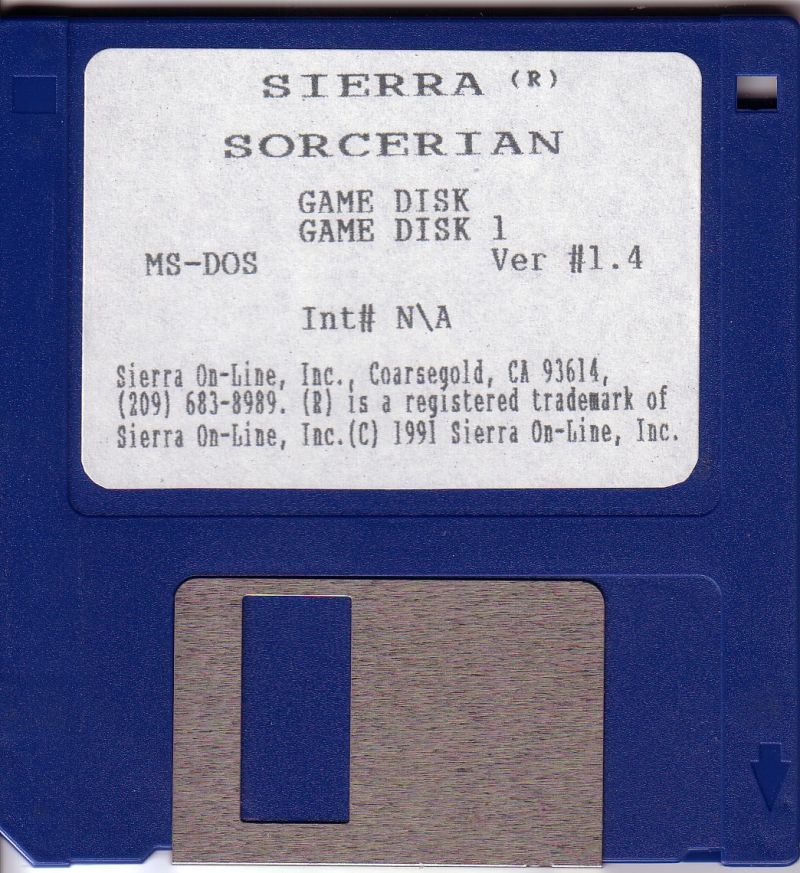 SIERRA (R)
SORCERIAN
GAME DISK
GAME DISK 1
MS-DOS Ver #1.4
Int# N\A
Sierra On-Line, Inc., Coarsegold, CA 93614,
(209) 683-8989. (R) is a registered trademark of
Sierra On-Line, Inc.(C) 1991 Sierra On-Line, Inc.